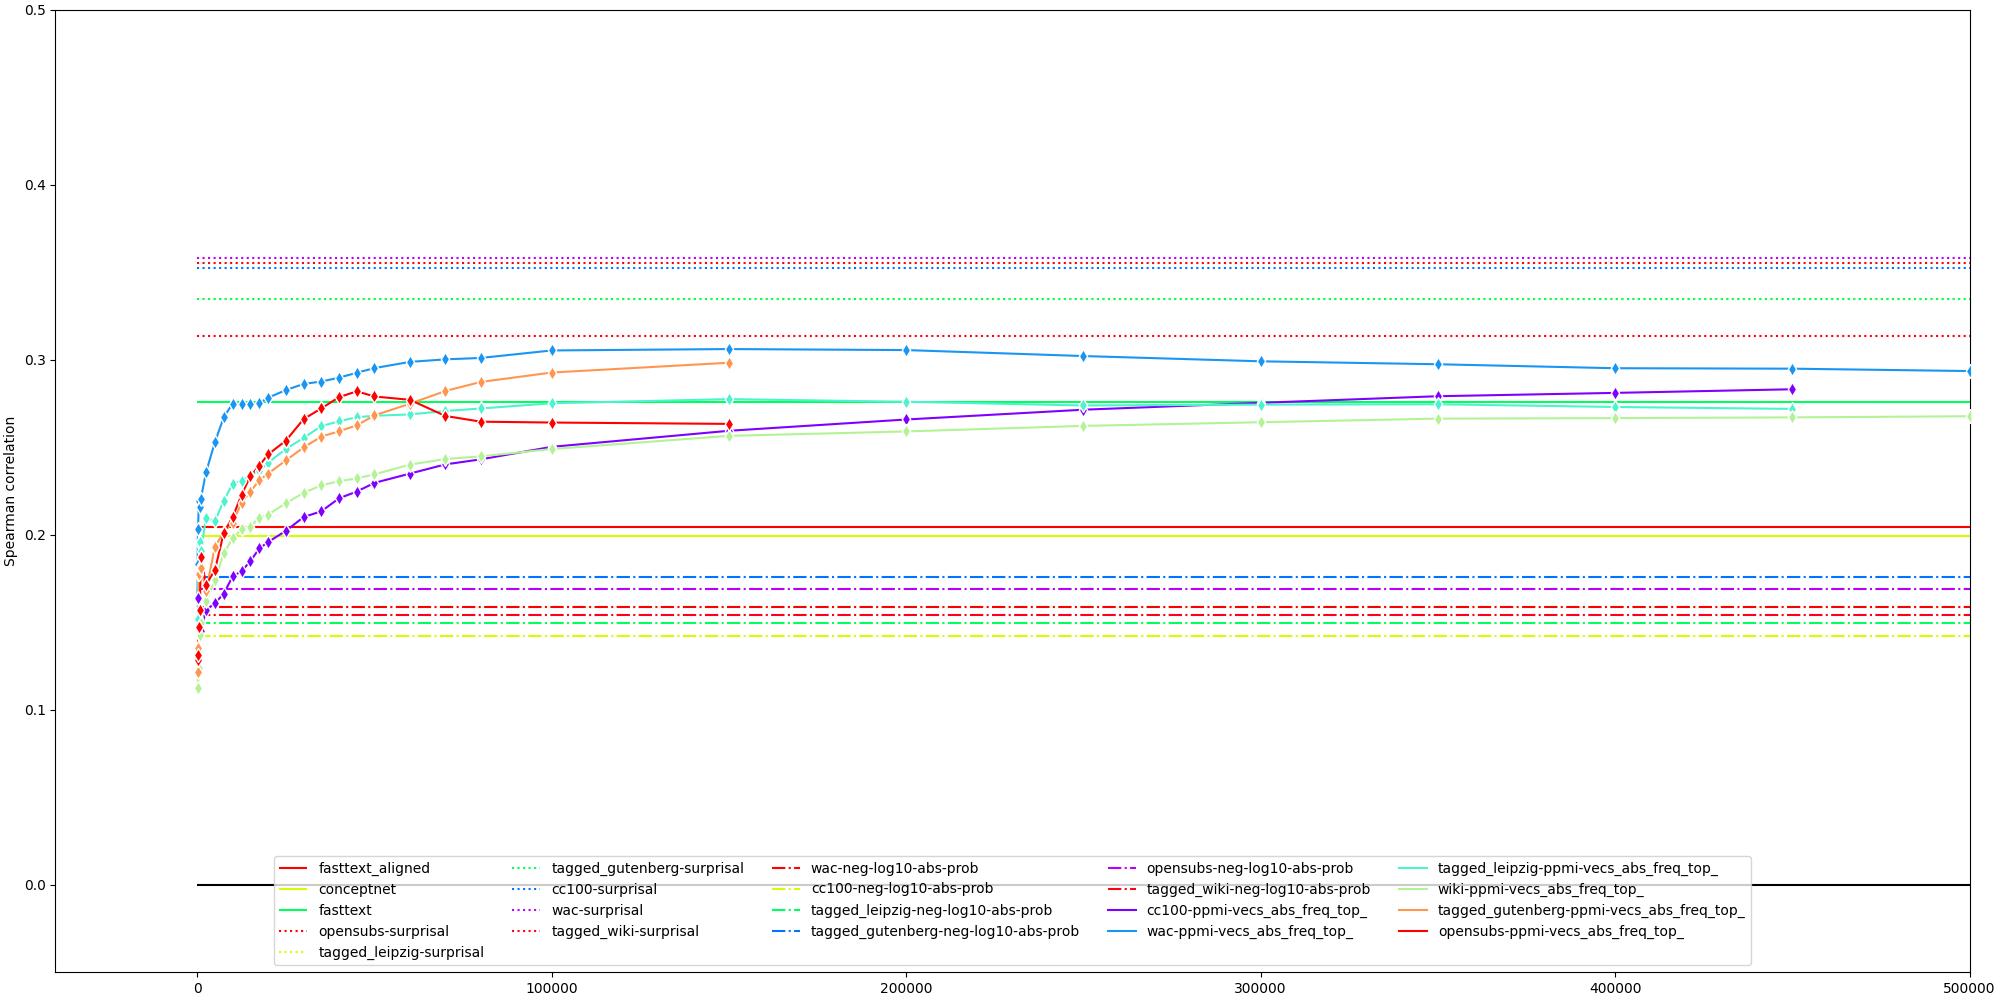 0.5
0.4
0.3
0.2
0.1
0.0
Spearman correlation
fasttext_aligned
conceptnet
fasttext
opensubs-surprisal
tagged_leipzig-surprisal
tagged_gutenberg-surprisal
cc100-surprisal
wac-surprisal
tagged_wiki-surprisal
wac-neg-log10-abs-prob
cc100-neg-log10-abs-prob
tagged_leipzig-neg-log10-abs-prob
tagged_gutenberg-neg-log10-abs-prob
opensubs-neg-log10-abs-prob
tagged_wiki-neg-log10-abs-prob
cc100-ppmi-vecs_abs_freq_top_
wac-ppmi-vecs_abs_freq_top_
tagged_leipzig-ppmi-vecs_abs_freq_top_
wiki-ppmi-vecs_abs_freq_top_
tagged_gutenberg-ppmi-vecs_abs_freq_top_
opensubs-ppmi-vecs_abs_freq_top_
0
100000
200000
300000
400000
500000